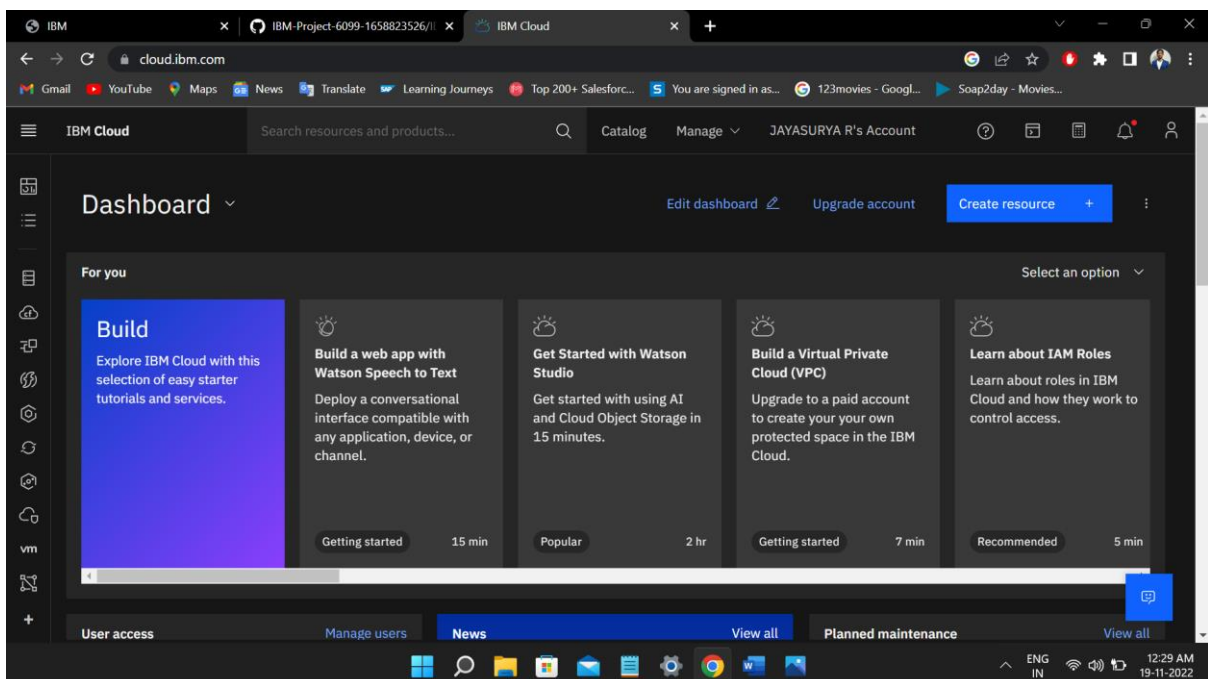 IBM
IBM-Project-6099-1658823526/I
IBM Cloud
cloud.ibm.com
Gmail YouTube Maps News Translate Learning Journeys Top 200+ Salesforc... You are signed in as... 123movies - Googl... Soap2day - Movies...
IBM Cloud Search resources and products... Catalog Manage JAYASURYA R's Account
Dashboard
Edit dashboard Upgrade account Create resource +
For you Select an option
Build
Explore IBM Cloud with this
selection of easy starter
tutorials and services.
Build a web app with
Watson Speech to Text
Deploy a conversational
interface compatible with
any application, device, or
channel.
Getting started 15 min
Get Started with Watson
Studio
Get started with using AI
and Cloud Object Storage in
15 minutes.
Popular 2 hr
Build a Virtual Private
Cloud (VPC)
Upgrade to a paid account
to create your your own
protected space in the IBM
Cloud.
Getting started 7 min
Learn about IAM Roles
Learn about roles in IBM
Cloud and how they work to
control access.
Recommended 5 min
vm
User access Manage users
News View all
Planned maintenance View all
ENG
IN
12:29 AM
19-11-2022